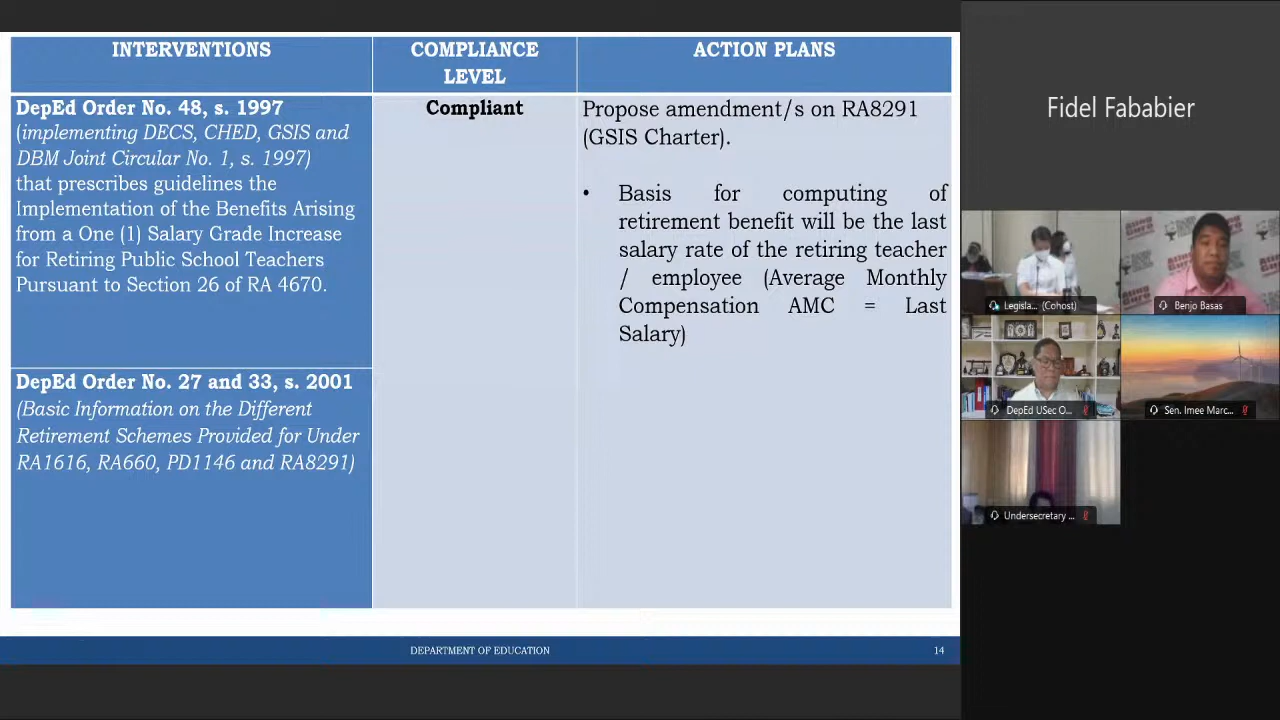 INTERVENTIONS
COMPLIANCE
LEVEL
ACTION PLANS
DepEd Order No. 48, s. 1997
(implementing DECS, CHED, GSIS and
DBM Joint Circular No. 1, s. 1997)
that prescribes guidelines the
Implementation of the Benefits Arising
from a One (1) Salary Grade Increase
for Retiring Public School Teachers
Pursuant to Section 26 of RA 4670.
Compliant
Propose amendment/s on RA8291
(GSIS Charter).
• Basis for computing of
retirement benefit will be the last
salary rate of the retiring teacher
/ employee (Average Monthly
Compensation AMC = Last
Salary)
DepEd Order No. 27 and 33, s. 2001
(Basic Information on the Different
Retirement Schemes Provided for Under
RA1616, RA660, PD1146 and RA8291)
DEPARTMENT OF EDUCATION
14
Fidel Fababier
Legisla... (Cohost)
Benjo Basas
DepEd USec O...
Sen. Imee Marc...
Undersecretary ...